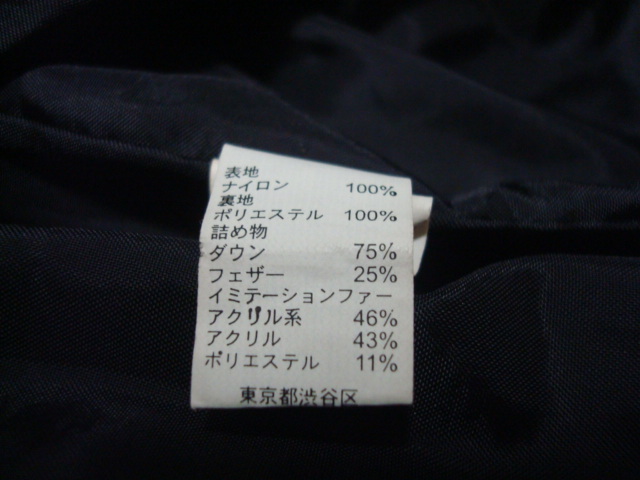 表地
ナイロン 100%
裏地
ポリエステル 100%
詰め物
ダウン 75%
フェザー 25%
イミテーションファー
アクリル系 46%
アクリル 43%
ポリエステル 11%
東京都渋谷区